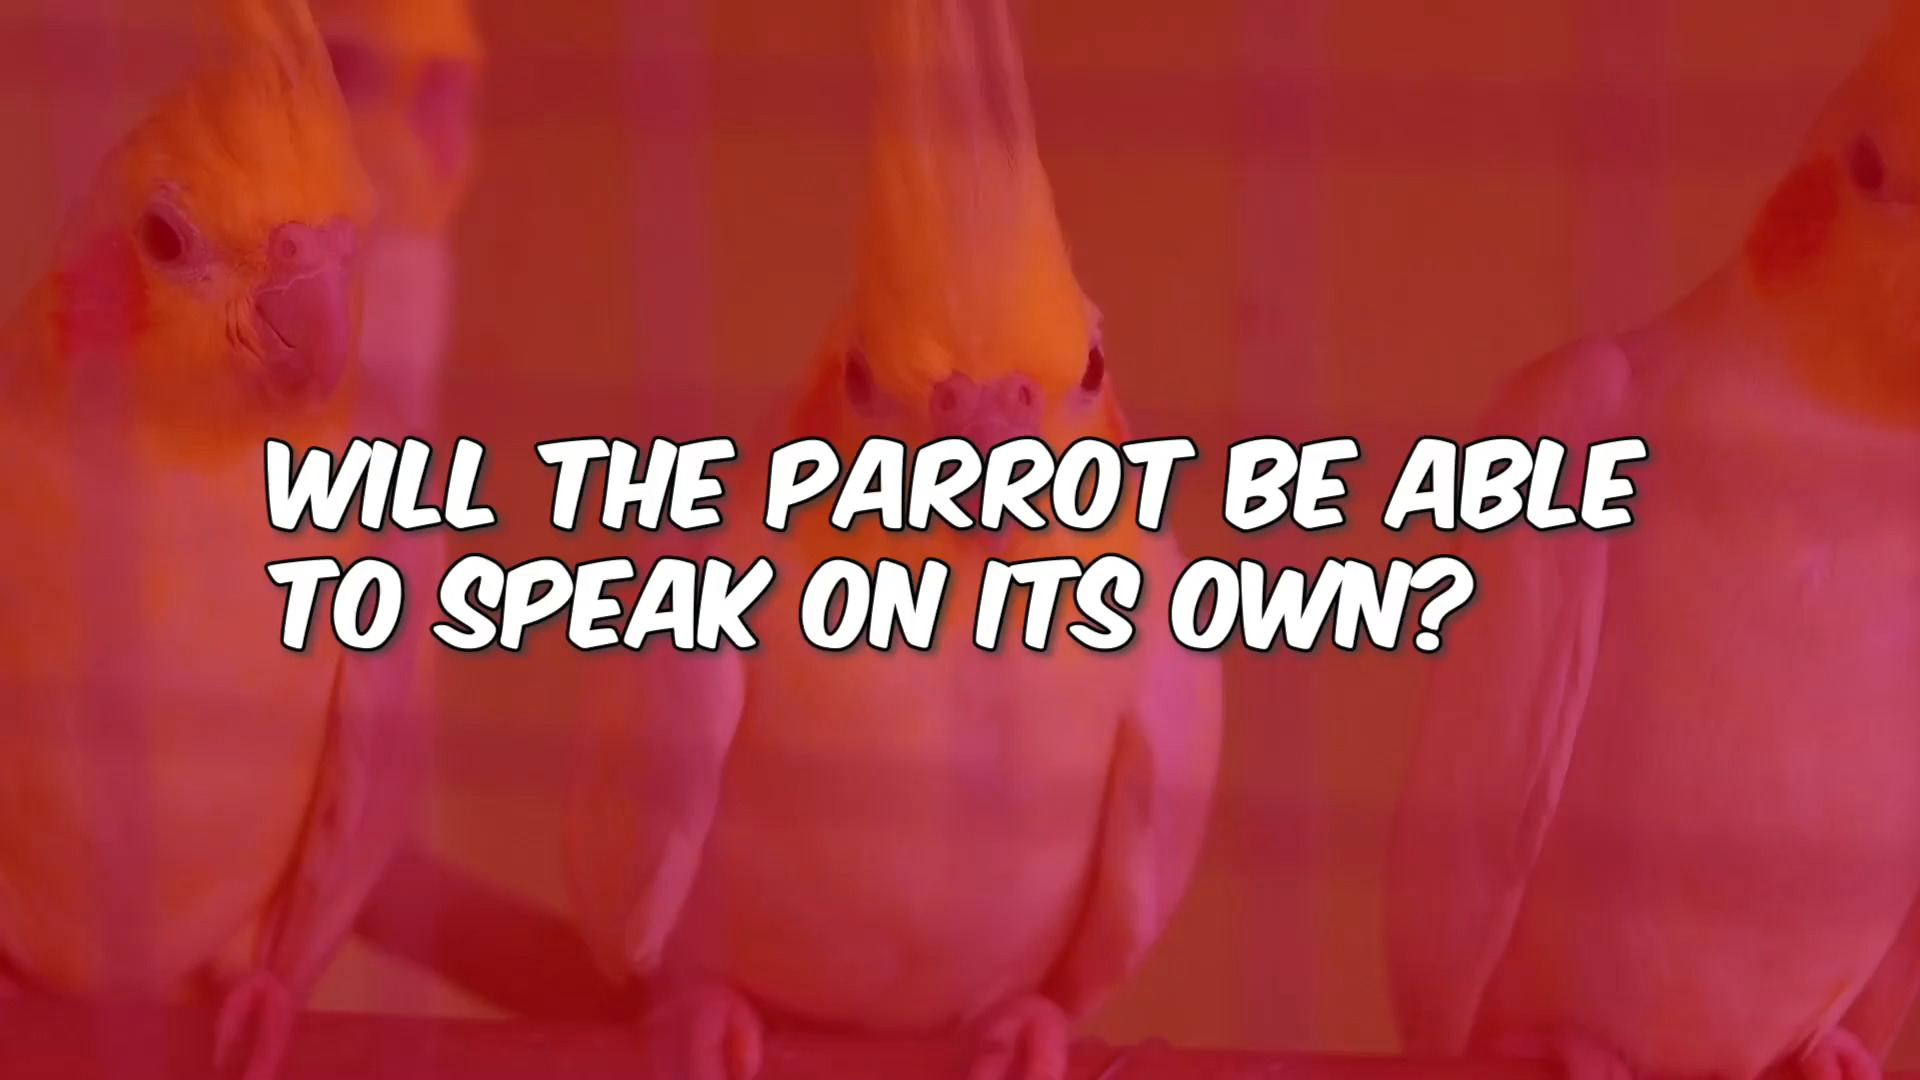 WILL THE PARROT BE ABLE
TO SPEAK ON ITS OWN?